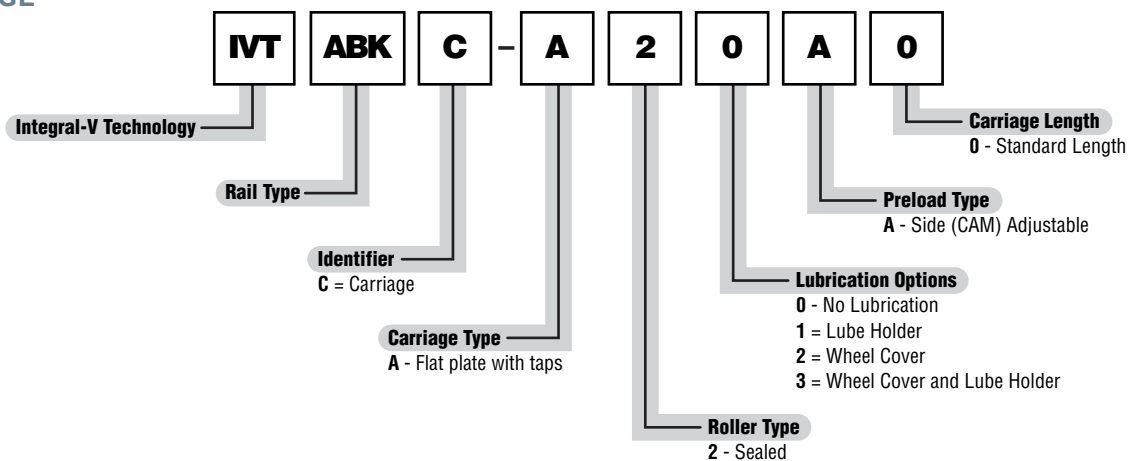 GE
IVT ABK C - A 2 0 A 0
Integral-V Technology
Carriage Length
0 - Standard Length
Rail Type
Preload Type
A - Side (CAM) Adjustable
Identifier
C = Carriage
Lubrication Options
0 - No Lubrication
1 = Lube Holder
2 = Wheel Cover
3 = Wheel Cover and Lube Holder
Carriage Type
A - Flat plate with taps
Roller Type
2 - Sealed